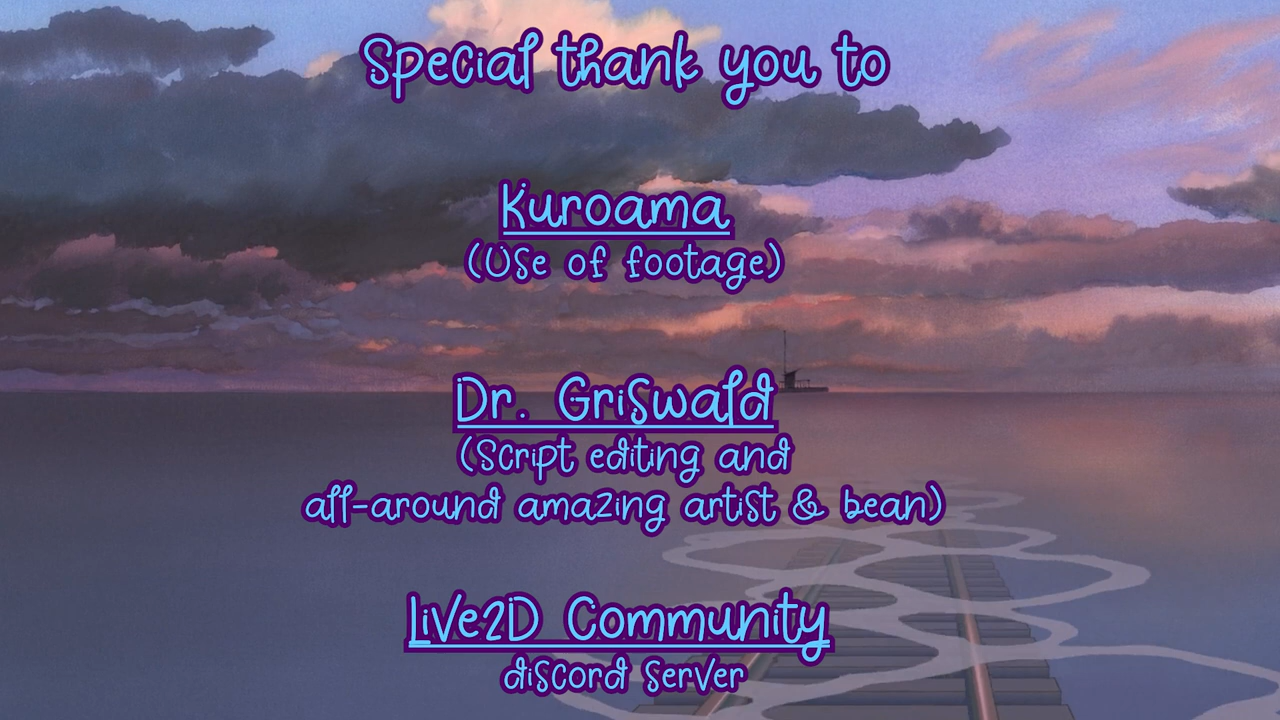 Special thank you to
Kuroama
(Use of footage)
Dr. Griswald
(Script editing and
all-around amazing artist & bean)
Live2D Community
discord server